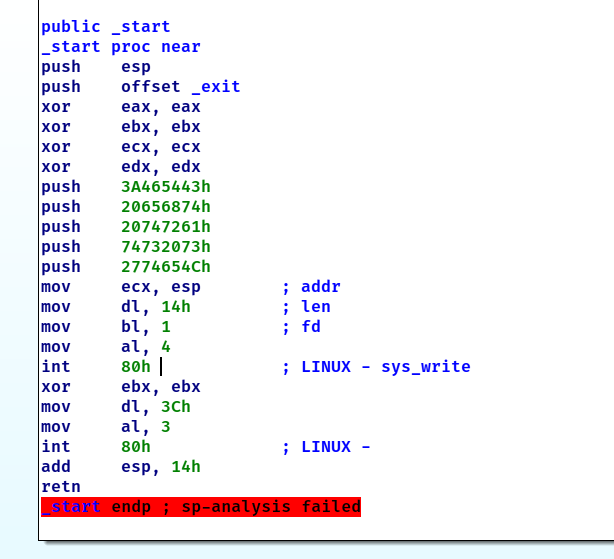 public _start
_start proc near
push esp
push offset _exit
xor eax, eax
xor ebx, ebx
xor ecx, ecx
xor edx, edx
push 3A465443h
push 20656874h
push 20747261h
push 74732073h
push 2774654Ch
mov ecx, esp ; addr
mov dl, 14h ; len
mov bl, 1 ; fd
mov al, 4
int 80h ; LINUX - sys_write
xor ebx, ebx
mov dl, 3Ch
mov al, 3
int 80h ; LINUX -
add esp, 14h
retn
_start endp ; sp-analysis failed